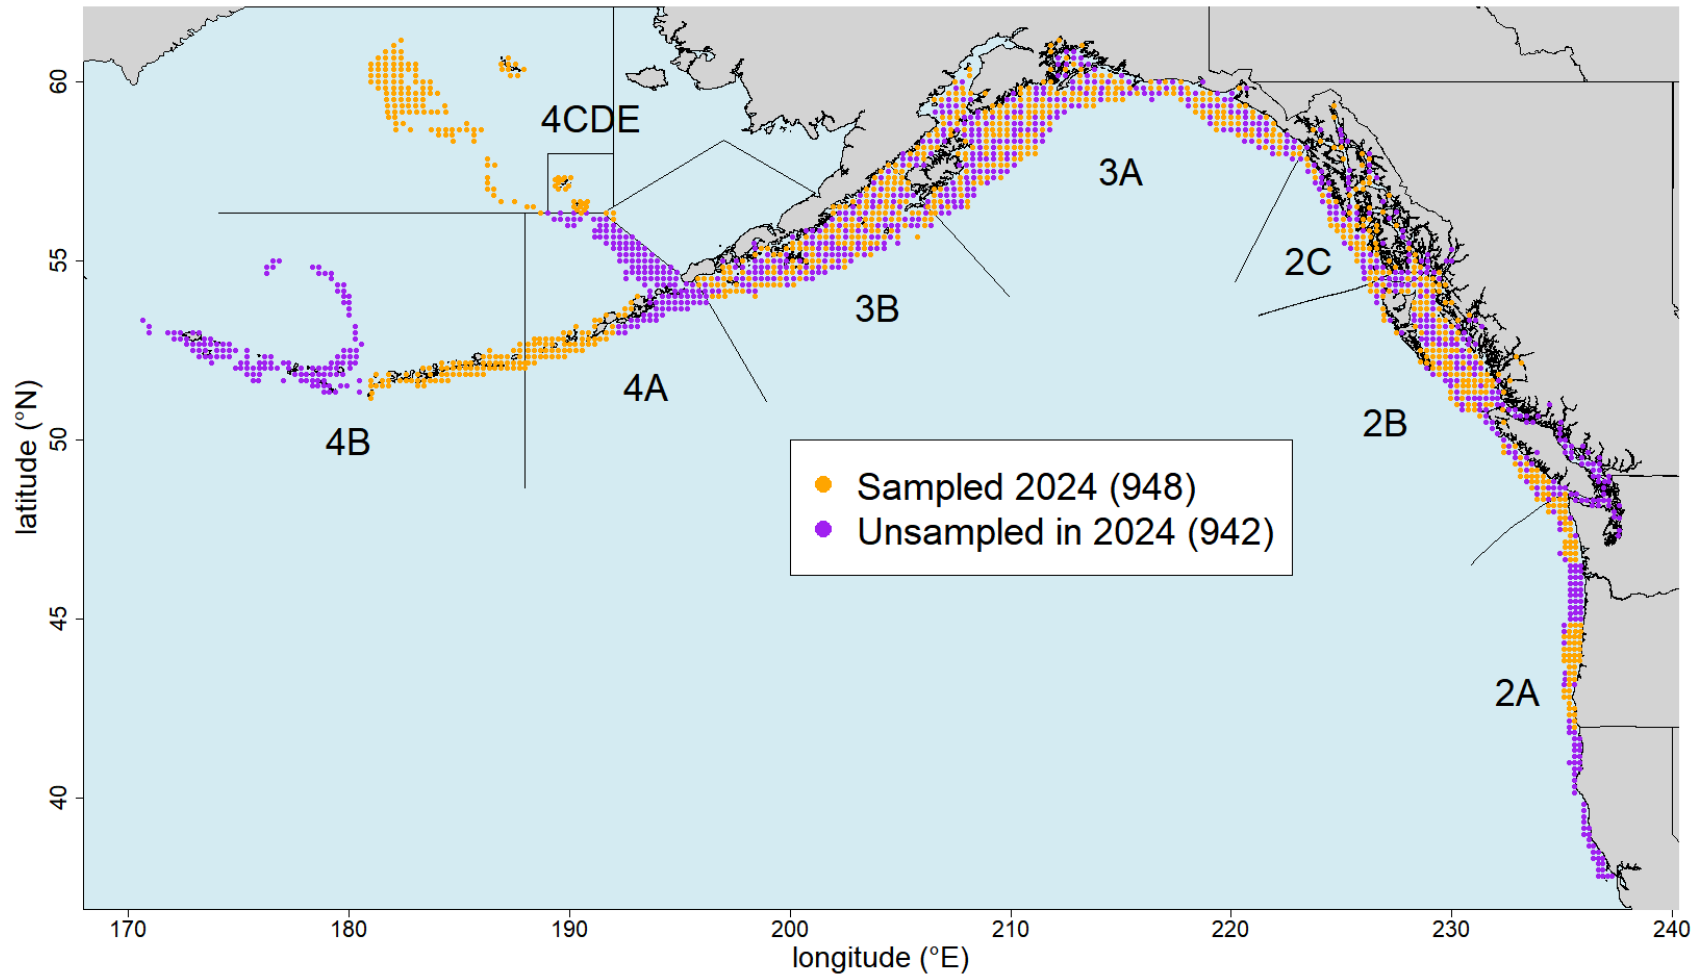 60
55
50
45
40
latitude (°N)
4CDE
3A
2C
3B
4A
2B
4B
2A
Sampled 2024 (948)
Unsampled in 2024 (942)
170
180
190
200
210
220
230
240
longitude (°E)